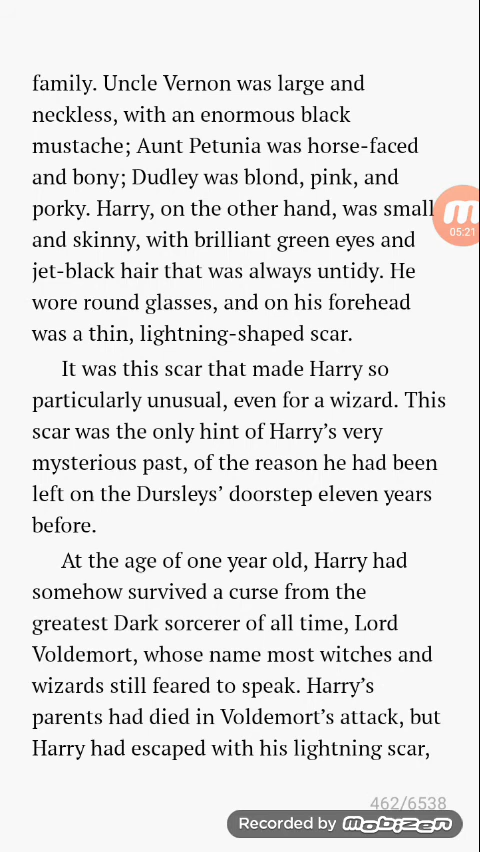 family. Uncle Vernon was large and
neckless, with an enormous black
mustache; Aunt Petunia was horse-faced
and bony; Dudley was blond, pink, and
porky. Harry, on the other hand, was small
and skinny, with brilliant green eyes and
jet-black hair that was always untidy. He
wore round glasses, and on his forehead
was a thin, lightning-shaped scar.
It was this scar that made Harry so
particularly unusual, even for a wizard. This
scar was the only hint of Harry’s very
mysterious past, of the reason he had been
left on the Dursleys’ doorstep eleven years
before.
At the age of one year old, Harry had
somehow survived a curse from the
greatest Dark sorcerer of all time, Lord
Voldemort, whose name most witches and
wizards still feared to speak. Harry’s
parents had died in Voldemort’s attack, but
Harry had escaped with his lightning scar,
m
05:21
462/6538
Recorded by mobizen